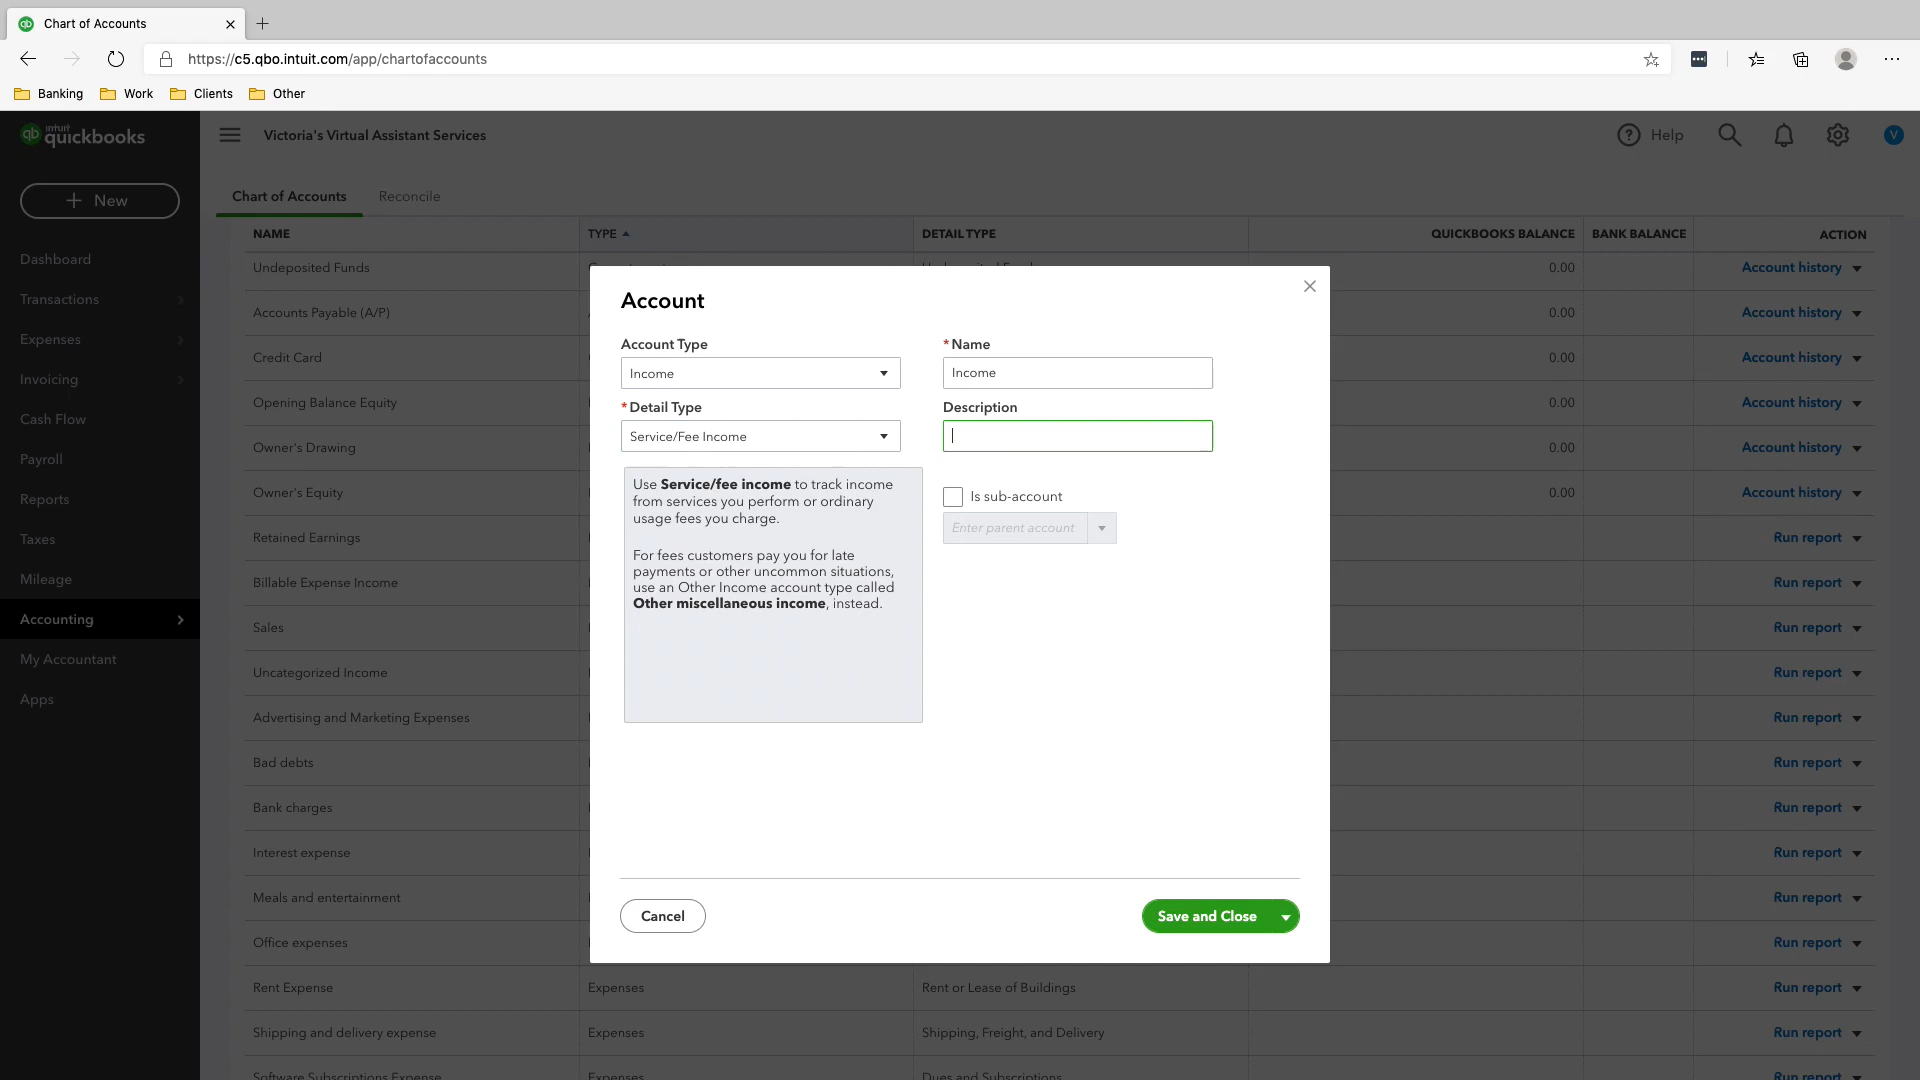 Chart of Accounts
https://c5.qbo.intuit.com/app/chartofaccounts
Banking Work Clients Other
intuit quickbooks
Victoria's Virtual Assistant Services
Help
V
New
Dashboard
Transactions
Expenses
Invoicing
Cash Flow
Payroll
Reports
Taxes
Mileage
Accounting
My Accountant
Apps
Chart of Accounts Reconcile
NAME TYPE DETAIL TYPE QUICKBOOKS BALANCE BANK BALANCE ACTION
Undeposited Funds 0.00 Account history
Accounts Payable (A/P) 0.00 Account history
Credit Card 0.00 Account history
Opening Balance Equity 0.00 Account history
Owner's Drawing 0.00 Account history
Owner's Equity 0.00 Account history
Retained Earnings Run report
Billable Expense Income Run report
Sales Run report
Uncategorized Income Run report
Advertising and Marketing Expenses Run report
Bad debts Run report
Bank charges Run report
Interest expense Run report
Meals and entertainment Run report
Office expenses Run report
Rent Expense Expenses Rent or Lease of Buildings Run report
Shipping and delivery expense Expenses Shipping, Freight, and Delivery Run report
Software Subscriptions Expense Expenses Dues and Subscriptions Run report
Account
Account Type
Income
*Name
Income
*Detail Type
Service/Fee Income
Description
Use Service/fee income to track income
from services you perform or ordinary
usage fees you charge.
For fees customers pay you for late
payments or other uncommon situations,
use an Other Income account type called
Other miscellaneous income, instead.
Is sub-account
Enter parent account
Cancel
Save and Close